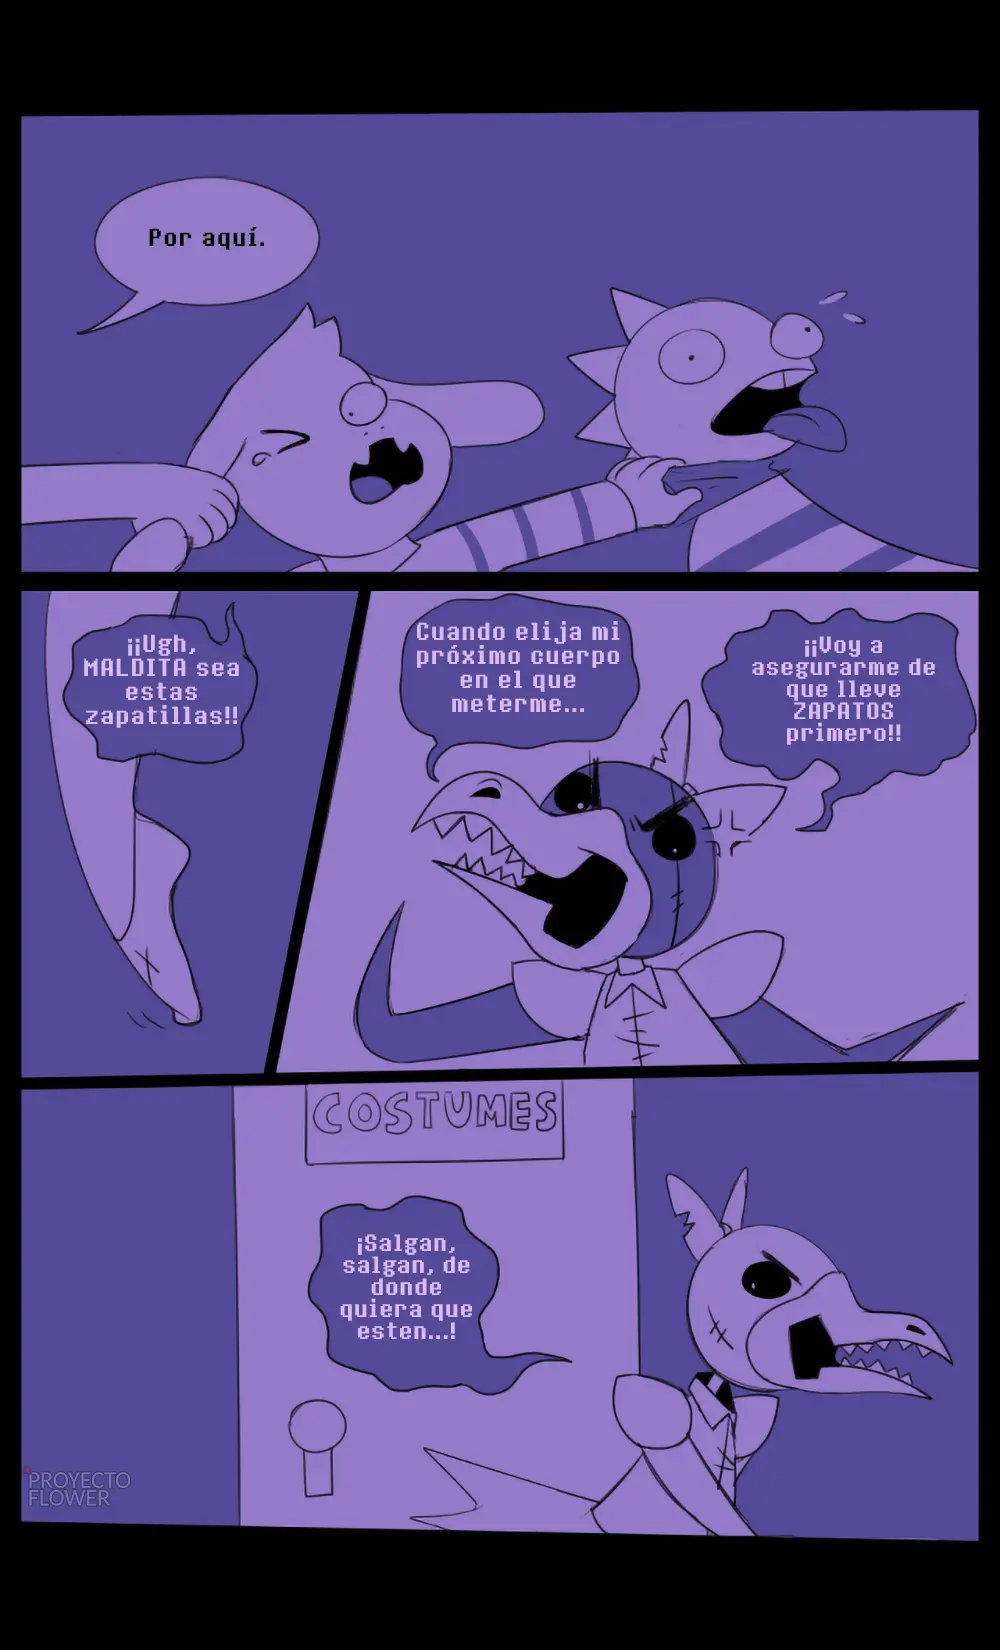 Por aquí.
¡¡Ugh,
MALDITA sea
estas
zapatillas!!
Cuando elija mi
próximo cuerpo
en el que
meterme...
¡¡Voy a
asegurarme de
que lleve
ZAPATOS
primero!!
COSTUMES
¡Salgan,
salgan, de
donde
quiera que
esten...!
PROYECTO
FLOWER